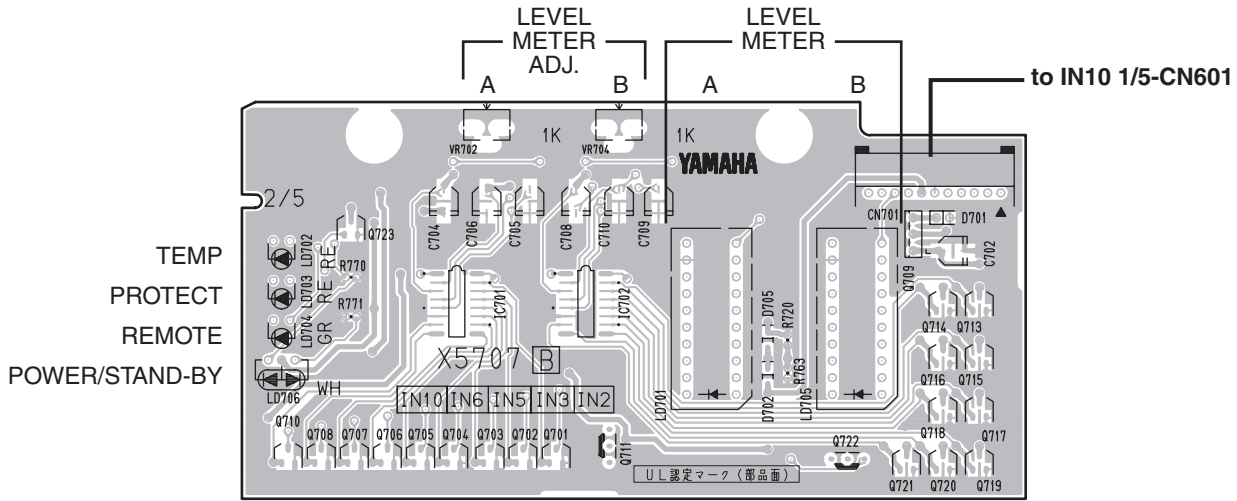 LEVEL METER ADJ.
LEVEL METER
A B A B
to IN10 1/5-CN601
VR702 1K VR704 1K
YAMAHA
2/5
CN701 D701
C704 C706 C705 C708 C710 C709
Q709 C702
TEMP LD702 RE Q723
PROTECT LD703 RE R770
REMOTE LD704 GR R771
IC701 IC702
D705 R720
Q714 Q713
X5707 B
POWER/STAND-BY LD706 WH
IN10 IN6 IN5 IN3 IN2
LD701 D702 R763 LD705
Q716 Q715
Q718 Q717
Q710 Q708 Q707 Q706 Q705 Q704 Q703 Q702 Q701
Q711 Q722
UL認定マーク(部品面)
Q721 Q720 Q719